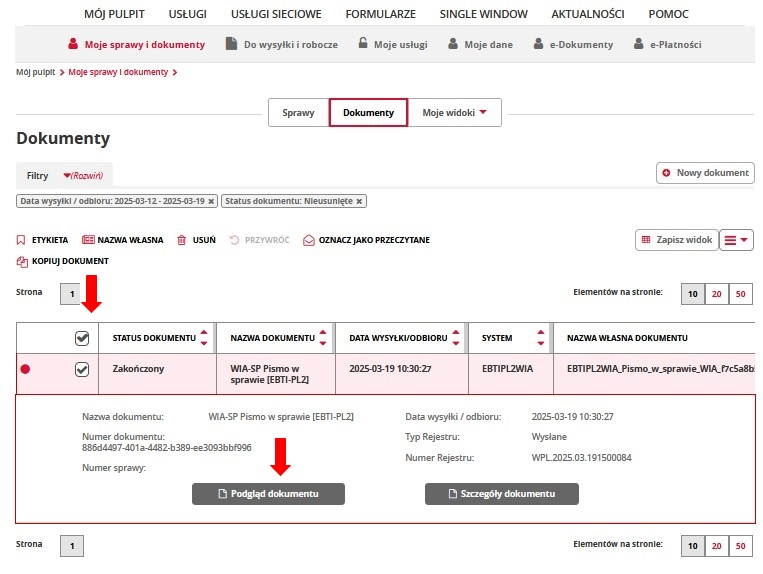 MÓJ PULPIT USŁUGI USŁUGI SIECIOWE FORMULARZE SINGLE WINDOW AKTUALNOŚCI POMOC
Moje sprawy i dokumenty Do wysyłki i robocze Moje usługi Moje dane e-Dokumenty e-Płatności
Mój pulpit > Moje sprawy i dokumenty >
Sprawy Dokumenty Moje widoki
Dokumenty
Filtry (Rozwiń)
Nowy dokument
Data wysyłki / odbioru: 2025-03-12 - 2025-03-19 × Status dokumentu: Nieusunięte ×
ETYKIETA NAZWA WŁASNA USUŃ PRZYWRÓĆ OZNACZ JAKO PRZECZYTANE
Zapisz widok
KOPIUJ DOKUMENT
Strona 1 Elementów na stronie: 10 20 50
STATUS DOKUMENTU NAZWA DOKUMENTU DATA WYSYŁKI/ODBIORU SYSTEM NAZWA WŁASNA DOKUMENTU
Zakończony WIA-SP Pismo w 2025-03-19 10:30:27 EBTIPL2WIA EBTIPL2WIA_Pismo_w_sprawie_WIA_f7c5a8b
sprawie [EBTI-PL2]
Nazwa dokumentu: WIA-SP Pismo w sprawie [EBTI-PL2] Data wysyłki / odbioru: 2025-03-19 10:30:27
Numer dokumentu: Typ Rejestru: Wysłane
886d4497-401a-4482-b389-ee3093bbf996
Numer Rejestru: WPL.2025.03.191500084
Numer sprawy:
Podgląd dokumentu Szczegóły dokumentu
Strona 1 Elementów na stronie: 10 20 50